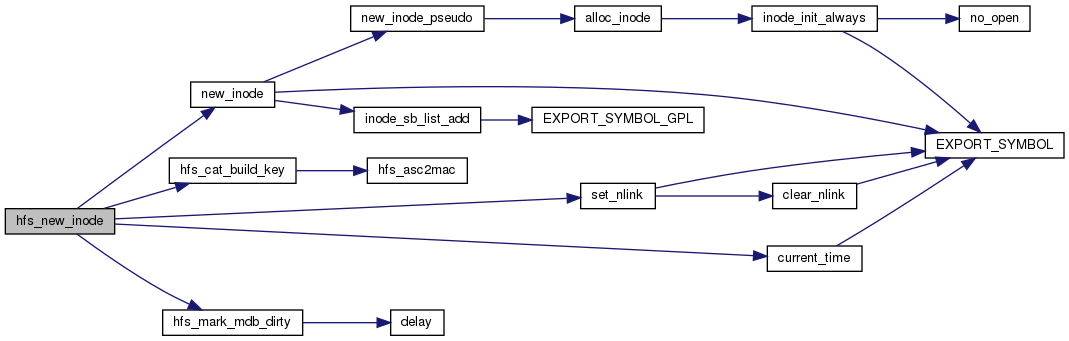 new_inode_pseudo
alloc_inode
inode_init_always
no_open
new_inode
inode_sb_list_add
EXPORT_SYMBOL_GPL
EXPORT_SYMBOL
hfs_cat_build_key
hfs_asc2mac
set_nlink
clear_nlink
hfs_new_inode
current_time
hfs_mark_mdb_dirty
delay